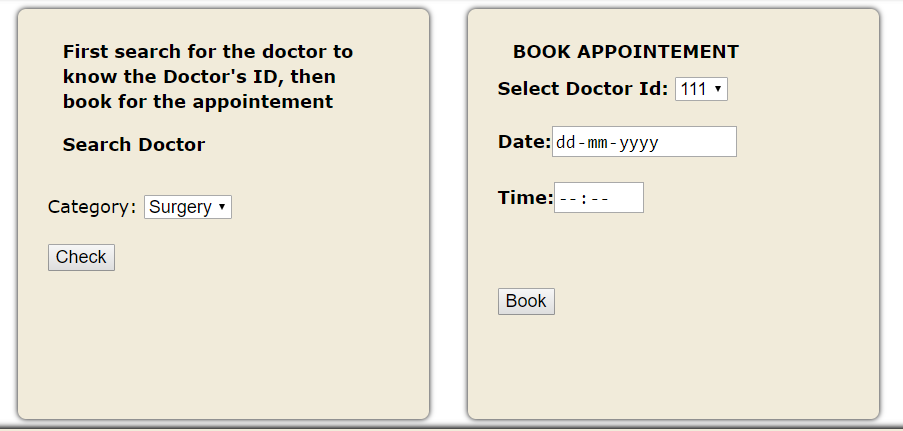 First search for the doctor to
know the Doctor's ID, then
book for the appointement
Search Doctor
Category: Surgery
Check
BOOK APPOINTEMENT
Select Doctor Id: 111
Date: dd-mm-yyyy
Time: --:--
Book